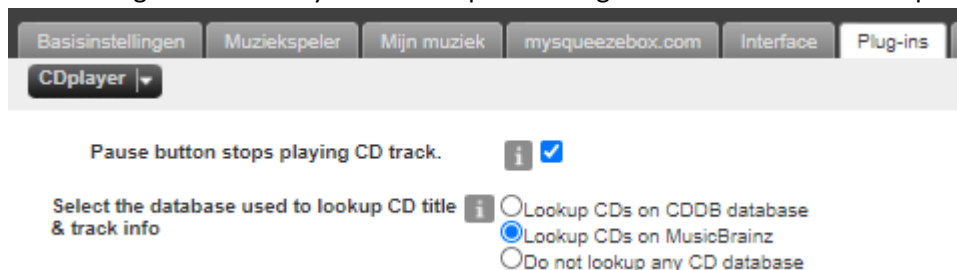 Basisinstellingen Muziekspeler Mijn muziek mysqueezebox.com Interface Plug-ins
CDplayer
Pause button stops playing CD track. i
Select the database used to lookup CD title & track info i
Lookup CDs on CDDB database
Lookup CDs on MusicBrainz
Do not lookup any CD database